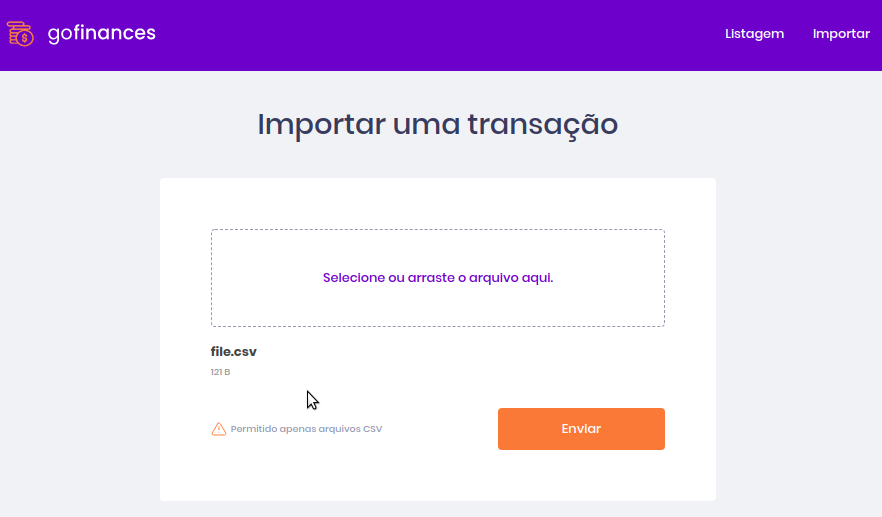 gofinances
Listagem
Importar
Importar uma transação
Selecione ou arraste o arquivo aqui.
file.csv
121 B
Permitido apenas arquivos CSV
Enviar